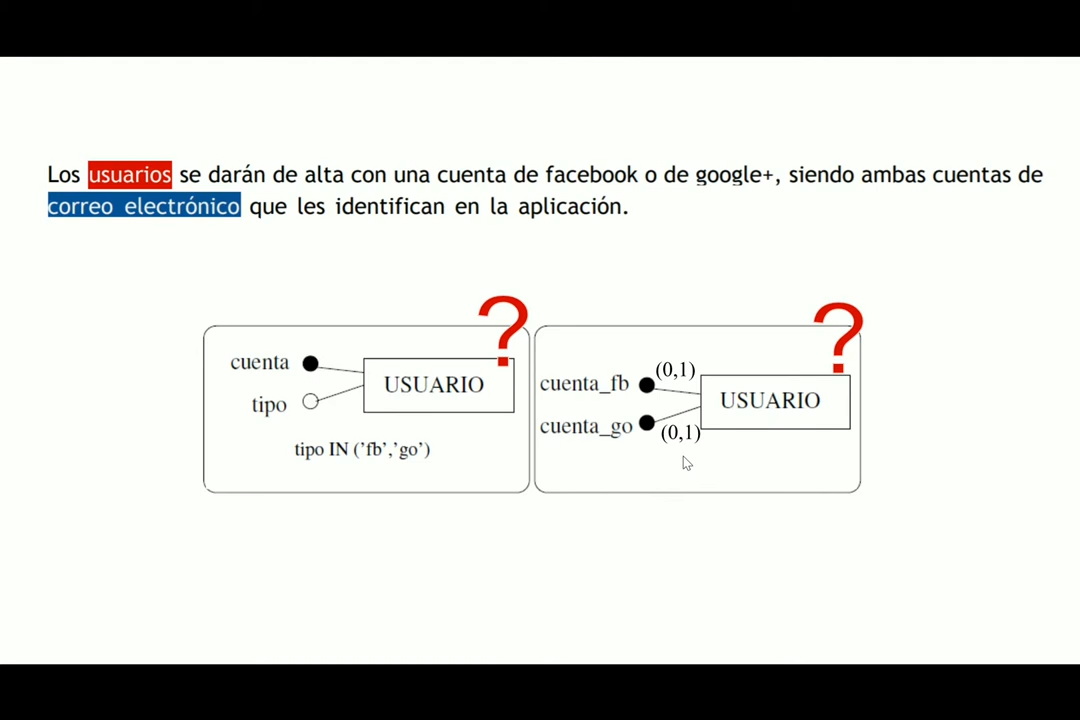 Los usuarios se darán de alta con una cuenta de facebook o de google+, siendo ambas cuentas de
correo electrónico que les identifican en la aplicación.
?
cuenta
tipo
USUARIO
tipo IN ('fb','go')
?
cuenta_fb
(0,1)
cuenta_go
(0,1)
USUARIO